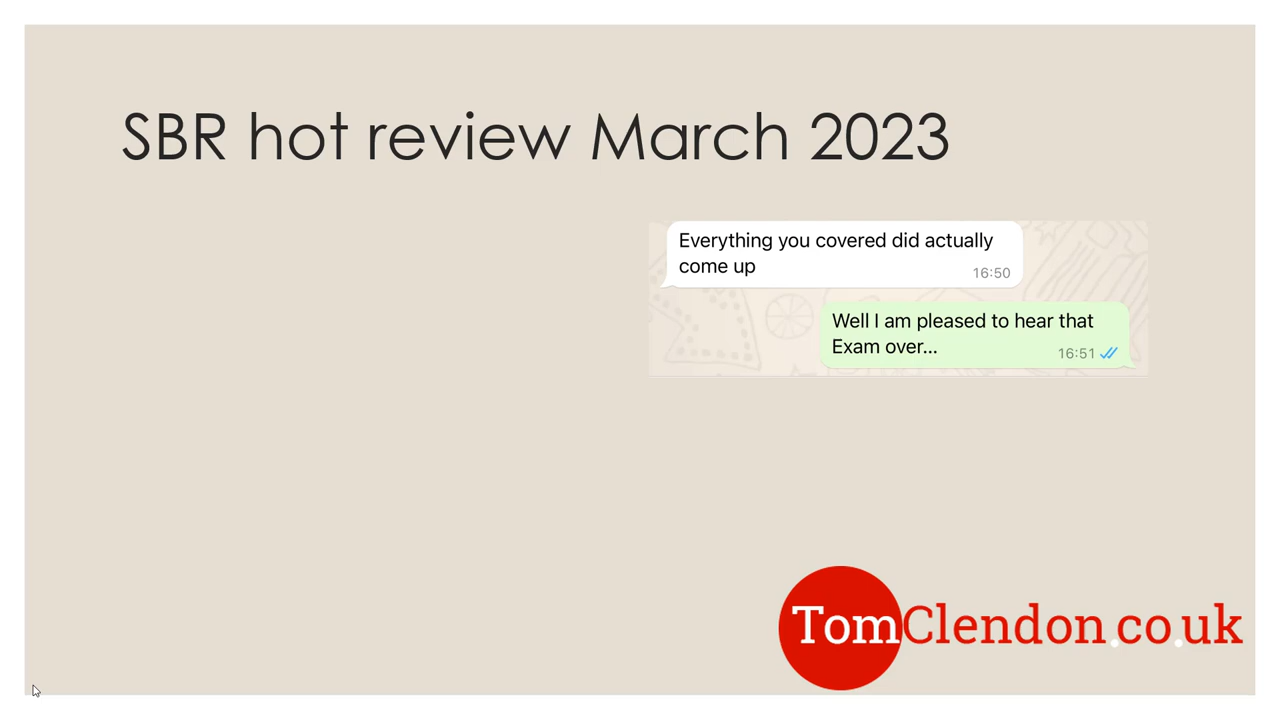 SBR hot review March 2023
Everything you covered did actually
come up
16:50
Well I am pleased to hear that
Exam over...
16:51
TomClendon.co.uk